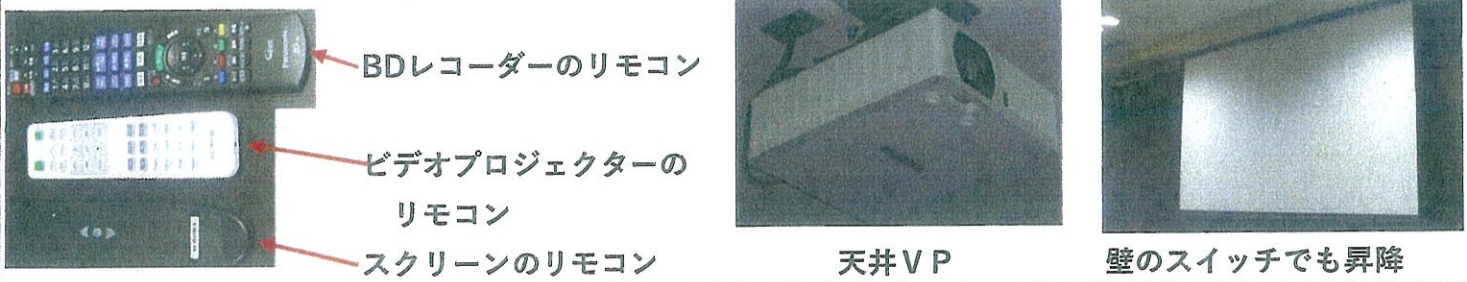 BDレコーダーのリモコン
ビデオプロジェクターの
リモコン
スクリーンのリモコン
天井VP
壁のスイッチでも昇降